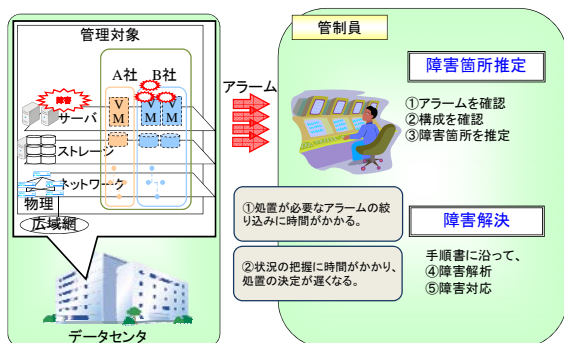 管理対象
A社
B社
障害
VM
VM
VM
サーバ
ストレージ
ネットワーク
物理
広域網
データセンタ
アラーム
管制員
障害箇所推定
①アラームを確認
②構成を確認
③障害箇所を推定
①処置が必要なアラームの絞
り込みに時間がかかる。
②状況の把握に時間がかかり、
処置の決定が遅くなる。
障害解決
手順書に沿って、
④障害解析
⑤障害対応